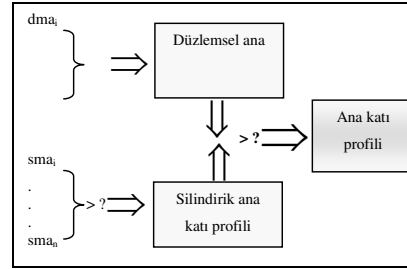 dmaᵢ
Düzlemsel ana
> ?
Ana katı
profili
smaᵢ
.
.
.
smaₙ
> ?
Silindirik ana
katı profili